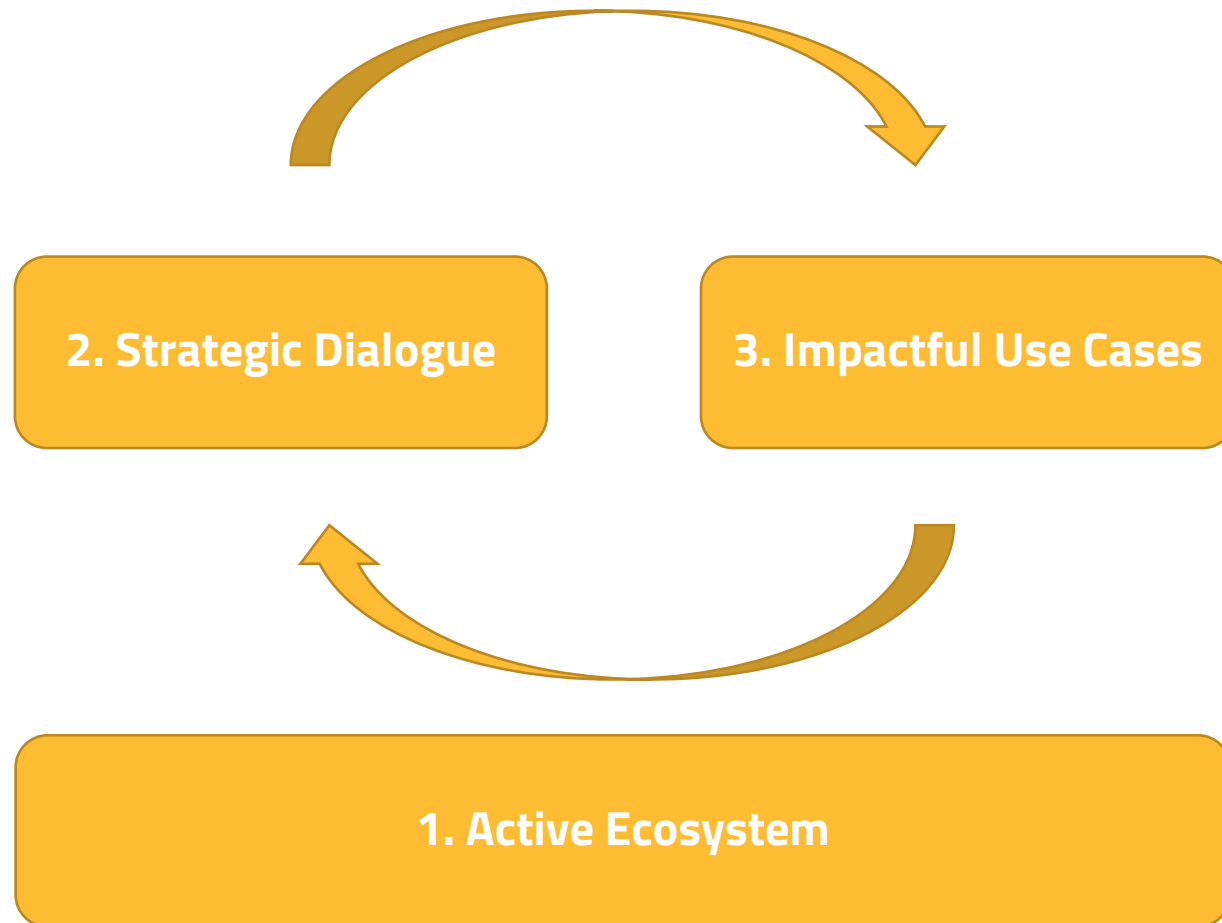 2. Strategic Dialogue
3. Impactful Use Cases
1. Active Ecosystem